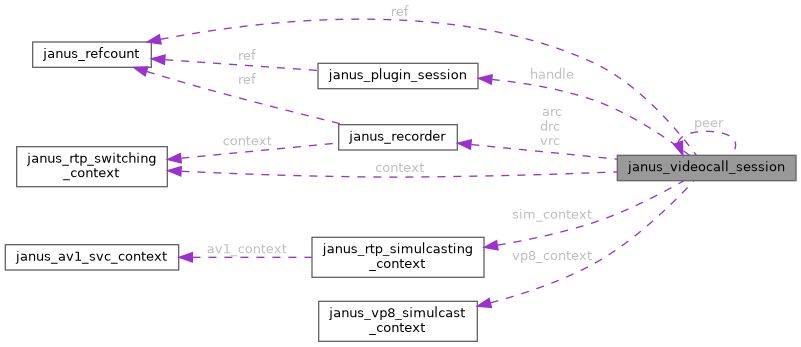 ref
janus_refcount
ref
janus_plugin_session
handle
ref
arc
drc
vrc
peer
janus_recorder
context
janus_rtp_switching
_context
context
janus_videocall_session
sim_context
av1_context
janus_rtp_simulcasting
_context
janus_av1_svc_context
vp8_context
janus_vp8_simulcast
_context